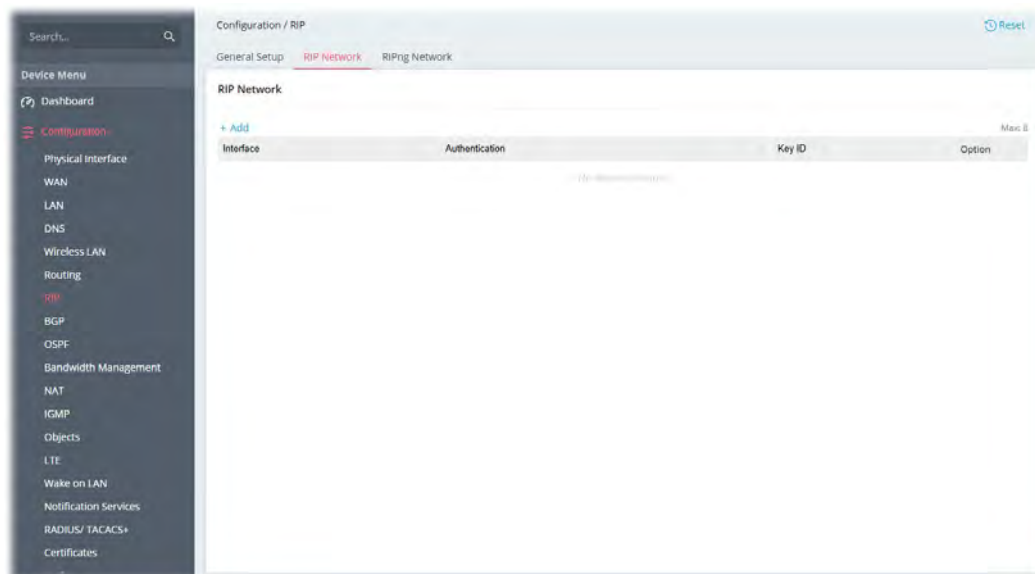 Search...
Configuration / RIP
Reset
General Setup
RIP Network
RIPng Network
Device Menu
RIP Network
Dashboard
+ Add
Max: 8
Configuration
Interface
Authentication
Key ID
Option
Physical Interface
WAN
LAN
DNS
Wireless LAN
Routing
RIP
BGP
OSPF
Bandwidth Management
NAT
IGMP
Objects
LTE
Wake on LAN
Notification Services
RADIUS/ TACACS+
Certificates